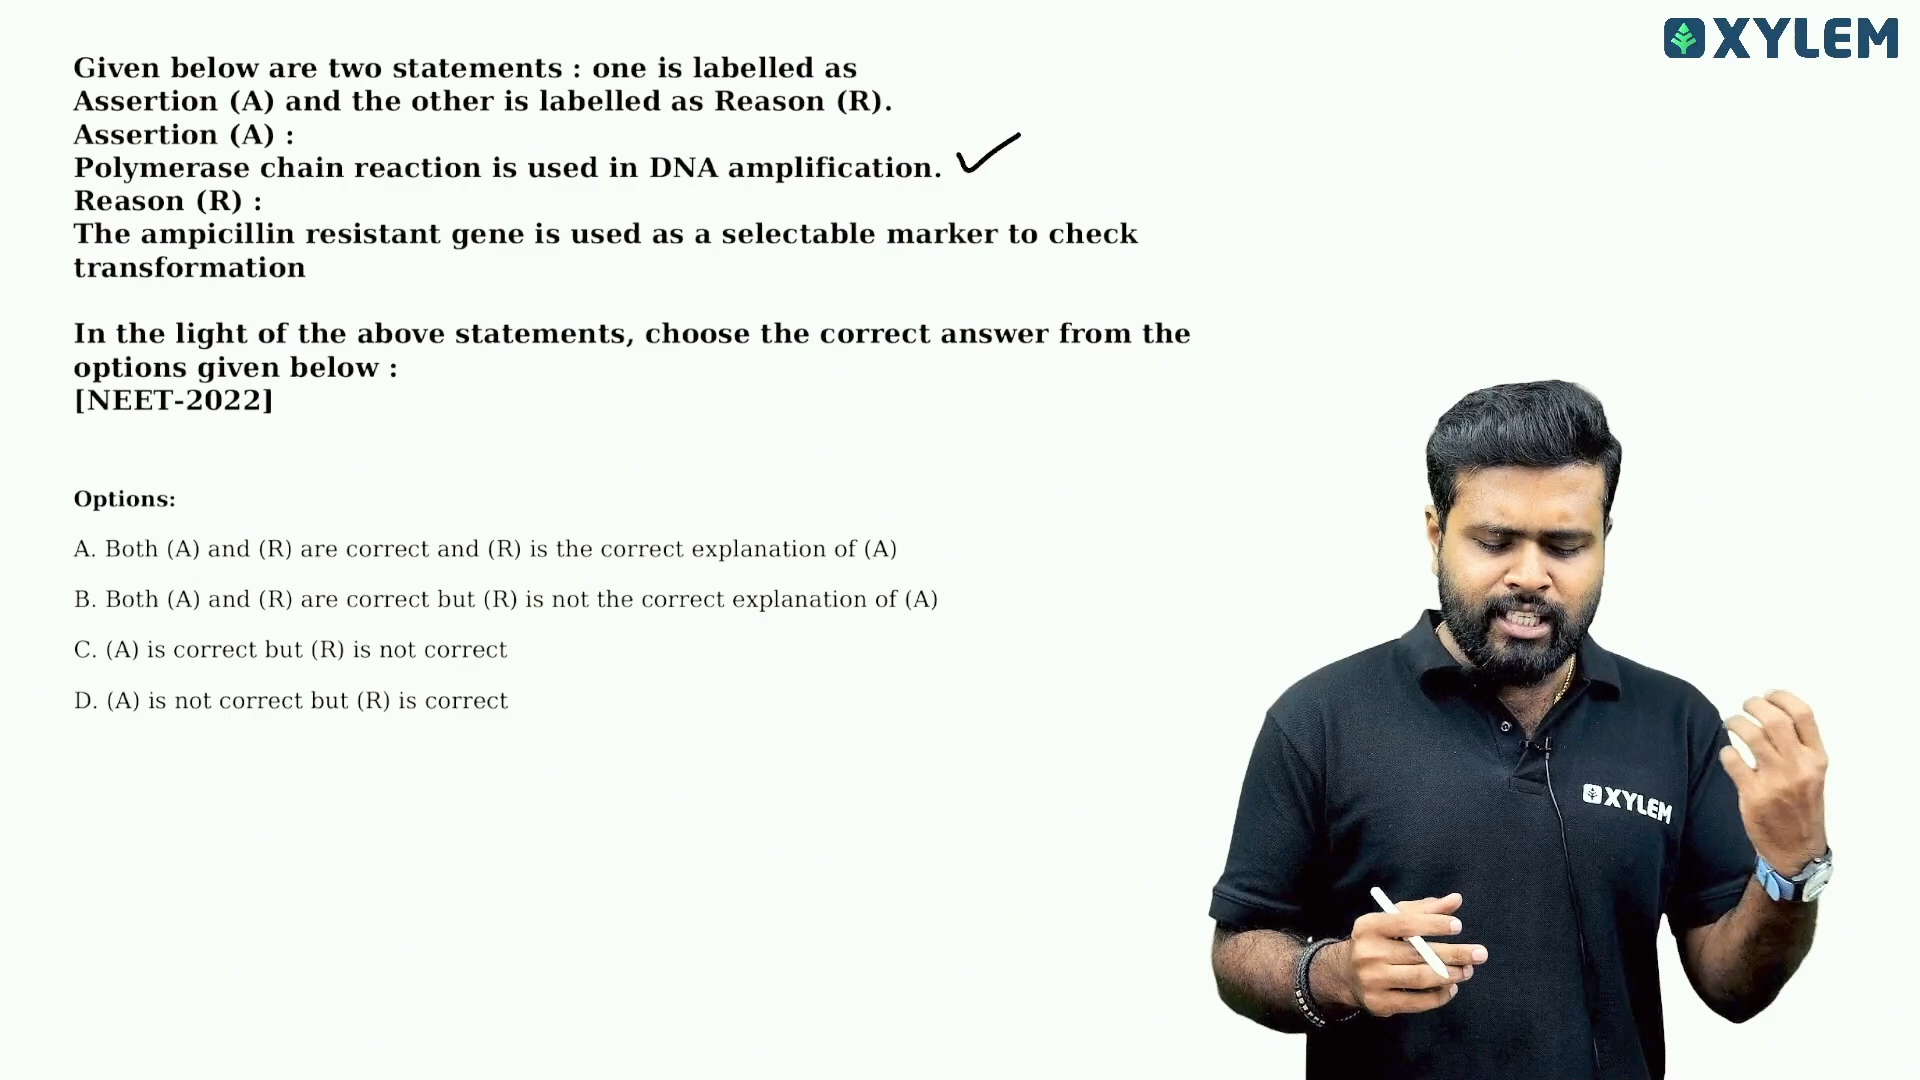 XYLEM
Given below are two statements : one is labelled as
Assertion (A) and the other is labelled as Reason (R).
Assertion (A) :
Polymerase chain reaction is used in DNA amplification.
Reason (R) :
The ampicillin resistant gene is used as a selectable marker to check
transformation
In the light of the above statements, choose the correct answer from the
options given below :
[NEET-2022]
Options:
A. Both (A) and (R) are correct and (R) is the correct explanation of (A)
B. Both (A) and (R) are correct but (R) is not the correct explanation of (A)
C. (A) is correct but (R) is not correct
D. (A) is not correct but (R) is correct
XYLEM